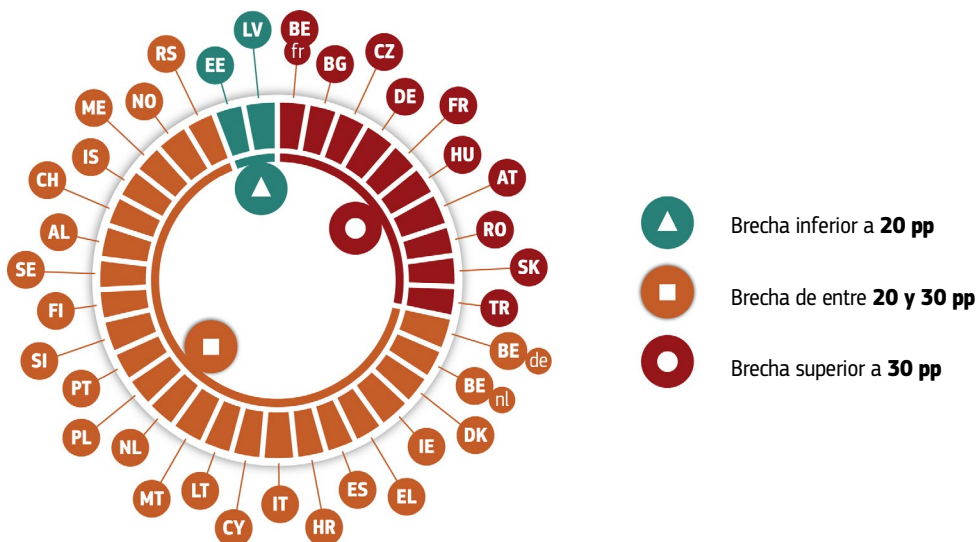 BE
fr
BG
CZ
DE
FR
HU
AT
RO
SK
TR
BE
de
BE
nl
DK
IE
EL
ES
HR
IT
CY
LT
MT
NL
PL
PT
SI
FI
SE
AL
CH
IS
ME
NO
RS
EE
LV
Brecha inferior a 20 pp
Brecha de entre 20 y 30 pp
Brecha superior a 30 pp